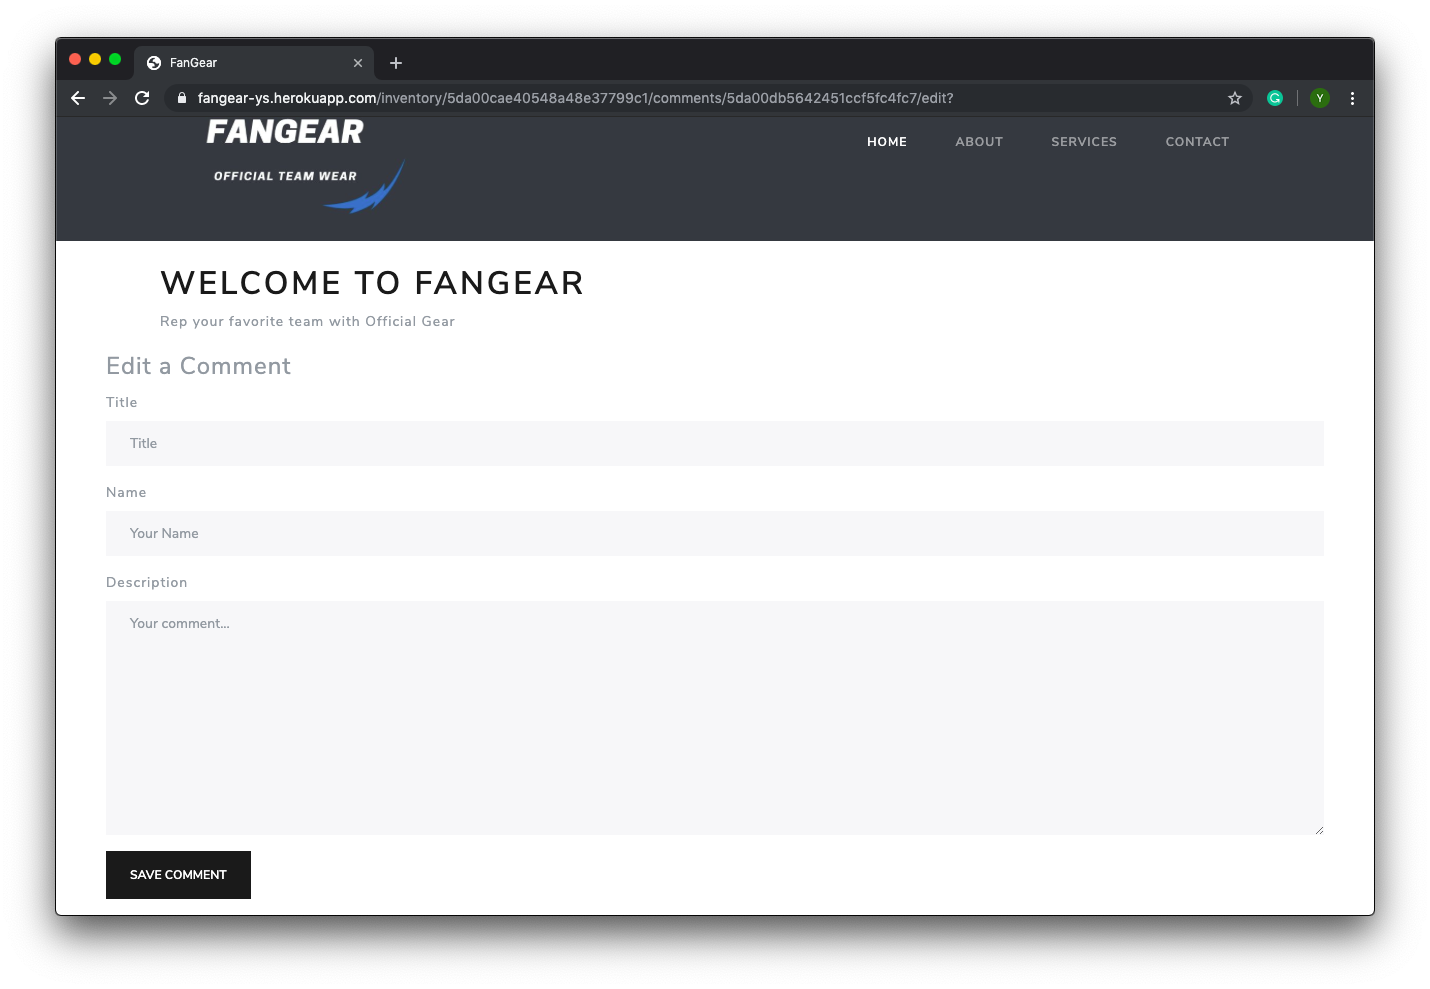 FanGear
fangear-ys.herokuapp.com/inventory/5da00cae40548a48e37799c1/comments/5da00db5642451ccf5fc4fc7/edit?
Y
FANGEAR
OFFICIAL TEAM WEAR
HOME ABOUT SERVICES CONTACT
WELCOME TO FANGEAR
Rep your favorite team with Official Gear
Edit a Comment
Title
Title
Name
Your Name
Description
Your comment...
SAVE COMMENT